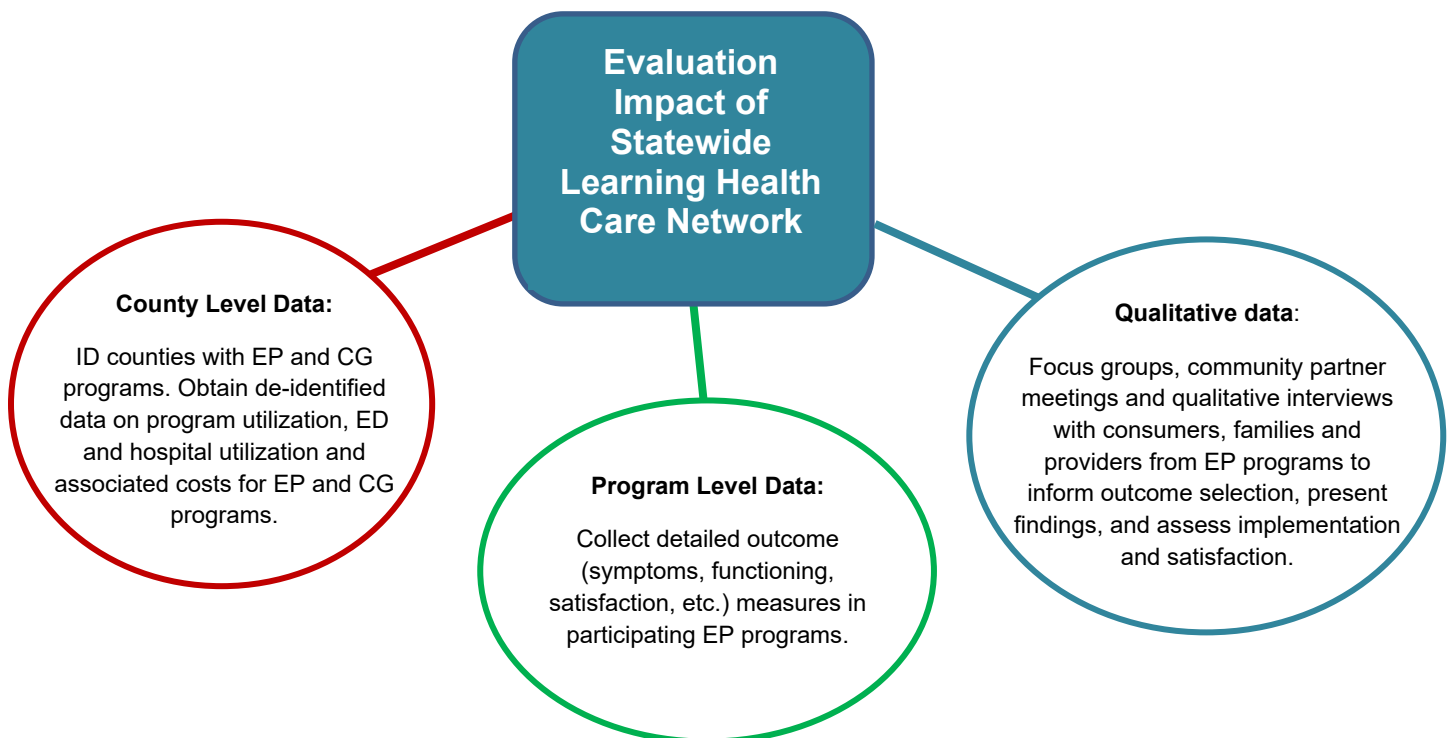 Evaluation
Impact of
Statewide
Learning Health
Care Network
County Level Data:
ID counties with EP and CG
programs. Obtain de-identified
data on program utilization, ED
and hospital utilization and
associated costs for EP and CG
programs.
Program Level Data:
Collect detailed outcome
(symptoms, functioning,
satisfaction, etc.) measures in
participating EP programs.
Qualitative data:
Focus groups, community partner
meetings and qualitative interviews
with consumers, families and
providers from EP programs to
inform outcome selection, present
findings, and assess implementation
and satisfaction.